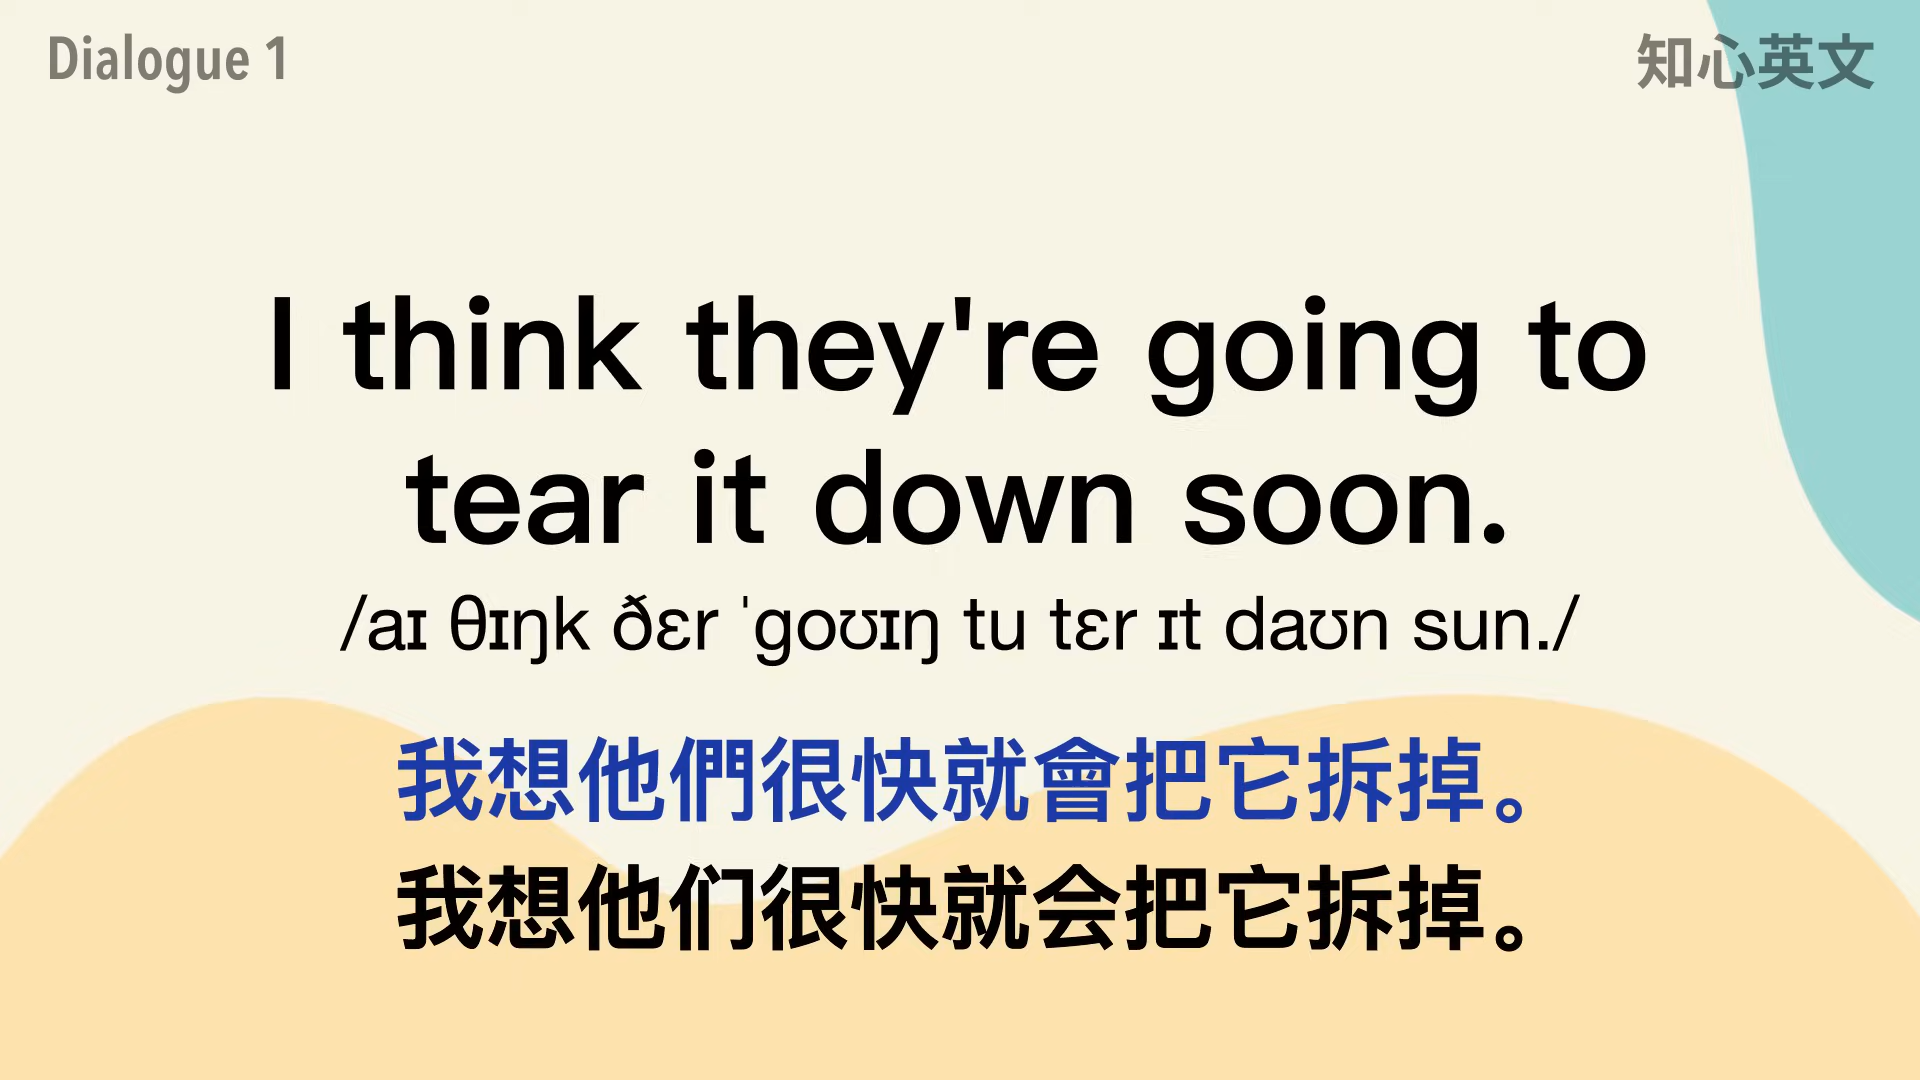 Dialogue 1
知心英文
I think they're going to
tear it down soon.
/aɪ θɪŋk ðɛr ˈgoʊɪŋ tu tɛr ɪt daʊn sun./
我想他們很快就會把它拆掉。
我想他们很快就会把它拆掉。